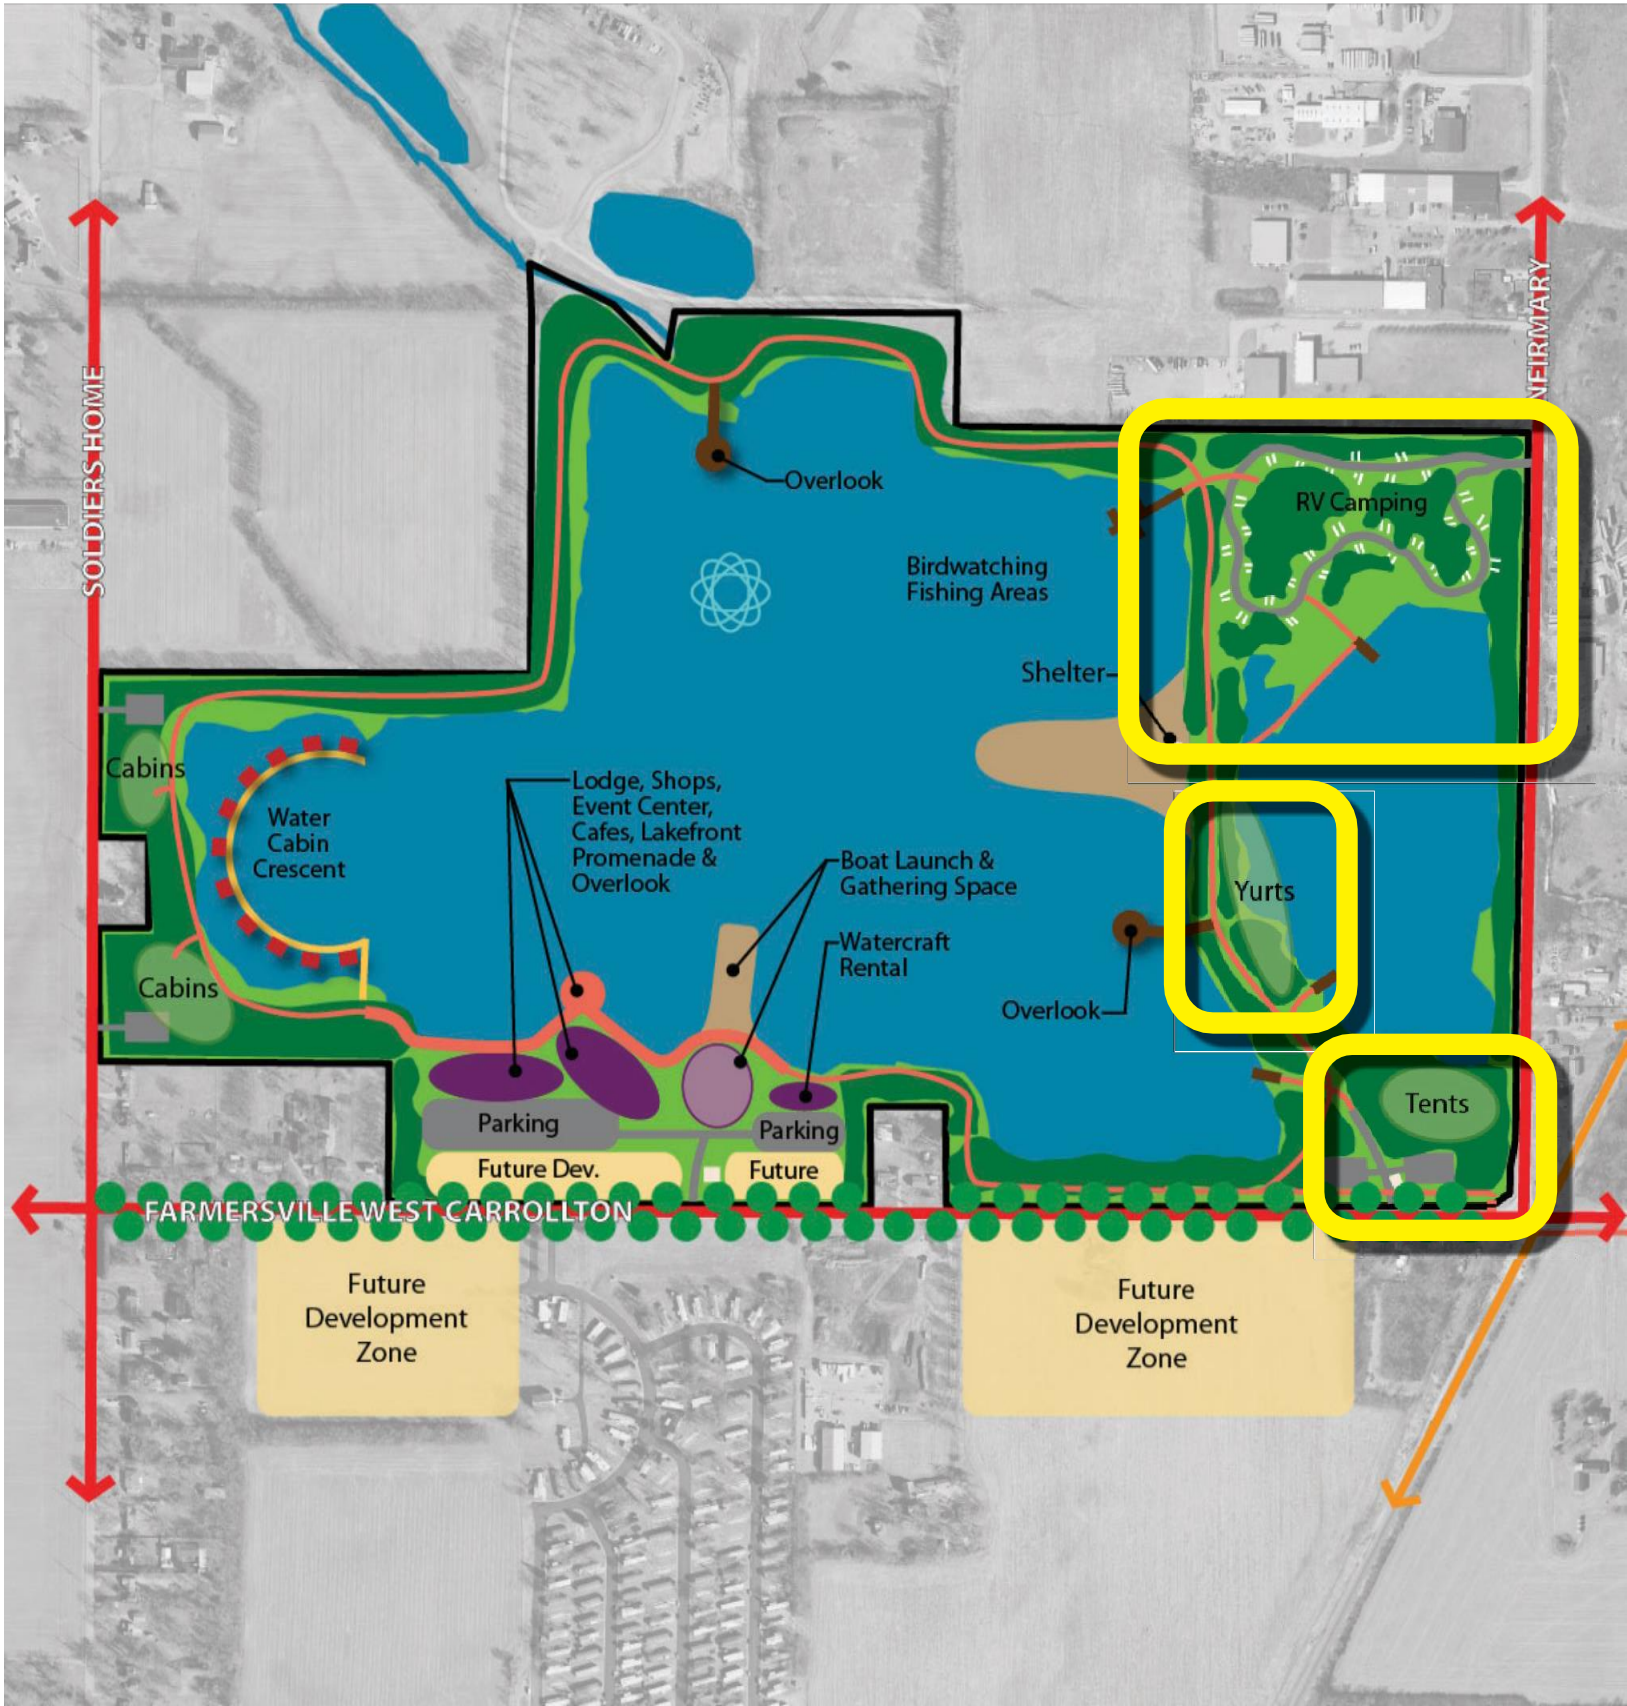 SOLDIERS HOME
NFIRMARY
RV Camping
Overlook
Birdwatching
Fishing Areas
Shelter
Cabins
Water
Cabin
Crescent
Lodge, Shops,
Event Center,
Cafes, Lakefront
Promenade &
Overlook
Boat Launch &
Gathering Space
Yurts
Watercraft
Rental
Cabins
Overlook
Tents
Parking
Parking
Future Dev.
Future
FARMERSVILLE WEST CARROLLTON
Future
Development
Zone
Future
Development
Zone